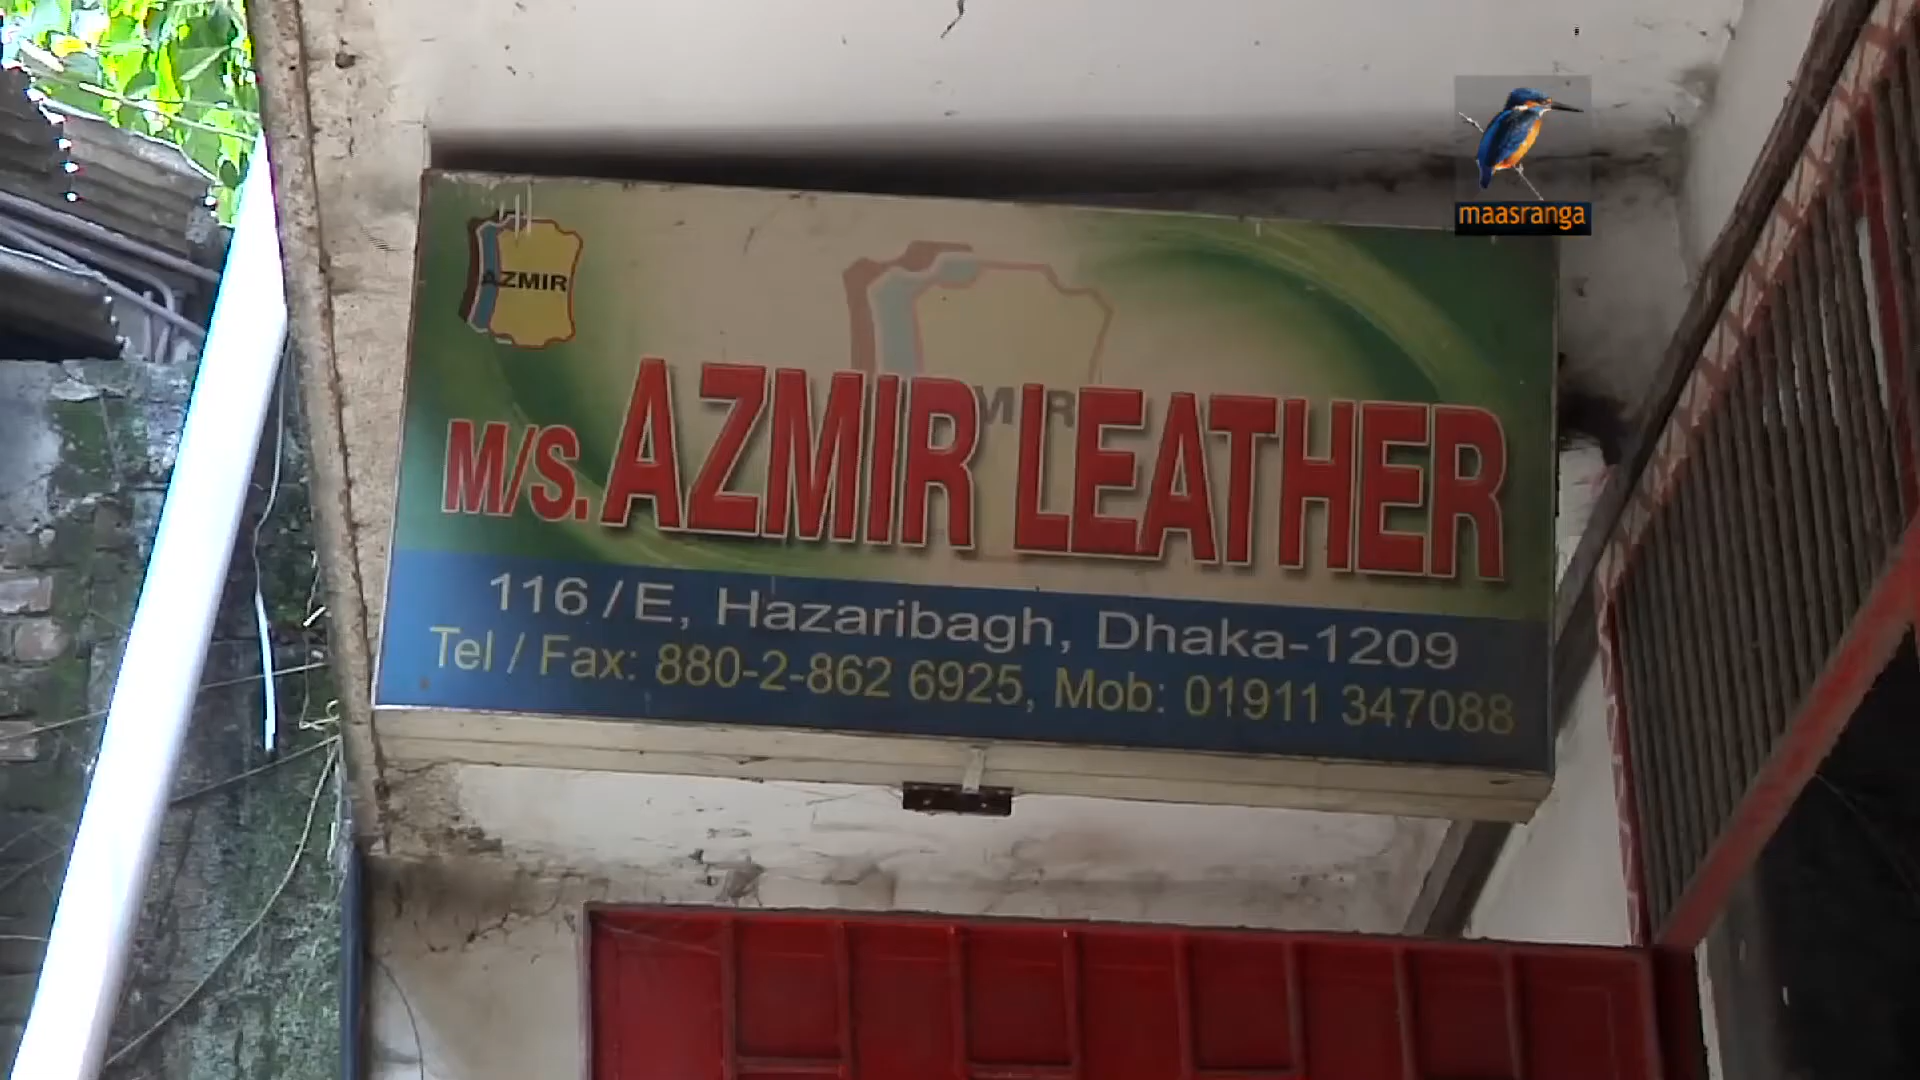 maasranga
AZMIR
M/S. AZMIR LEATHER
116/E, Hazaribagh, Dhaka-1209
Tel / Fax: 880-2-862 6925, Mob: 01911 347088